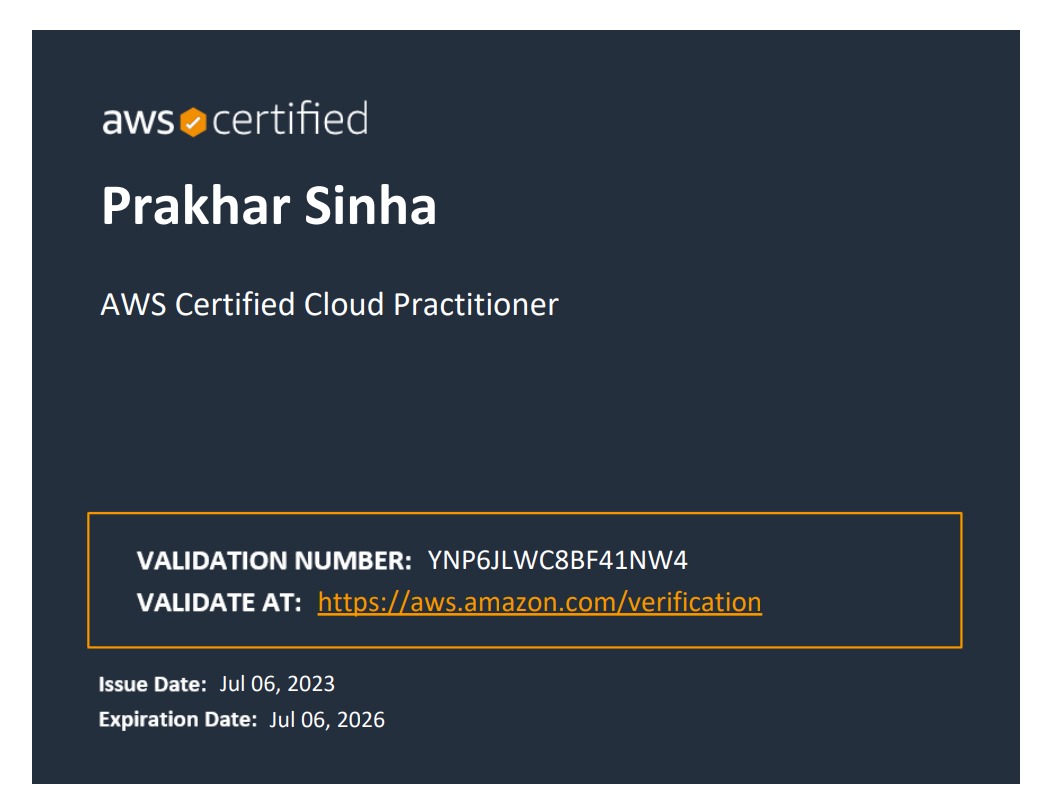 aws certified
Prakhar Sinha
AWS Certified Cloud Practitioner
VALIDATION NUMBER: YNP6JLWC8BF41NW4
VALIDATE AT: https://aws.amazon.com/verification
Issue Date: Jul 06, 2023
Expiration Date: Jul 06, 2026